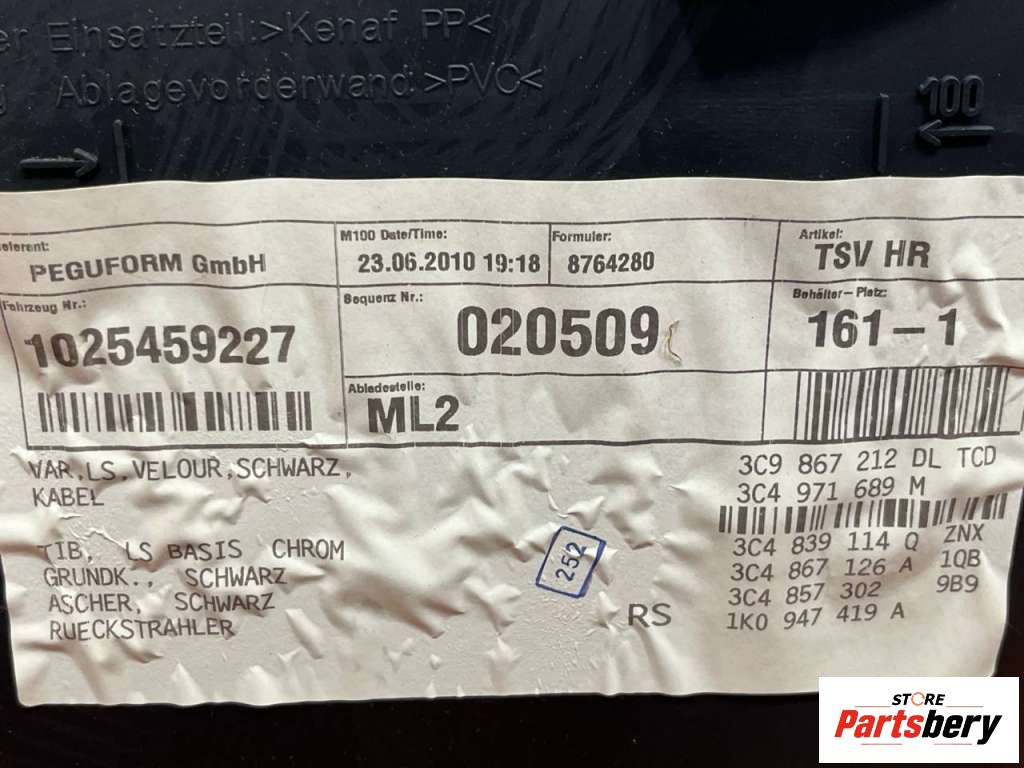 er Einsatzteil:>Kenaf PP<
g Ablagevorderwand:>PVC<
100
eferent:
PEGUFORM GmbH
M100 Date/Time:
23.06.2010 19:18
Formuler:
8764280
Artikel:
TSV HR
Fahrzeug Nr.:
1025459227
Sequenz Nr.:
020509
Behälter-Platz:
161-1
Abladestelle:
ML2
VAR,LS,VELOUR,SCHWARZ,
KABEL
3C9 867 212 DL TCD
3C4 971 689 M
TIB, LS BASIS CHROM
GRUNDK., SCHWARZ
ASCHER, SCHWARZ
RUECKSTRAHLER
252
RS
3C4 839 114 Q ZNX
3C4 867 126 A 1QB
3C4 857 302 9B9
1K0 947 419 A
STORE
Partsbery